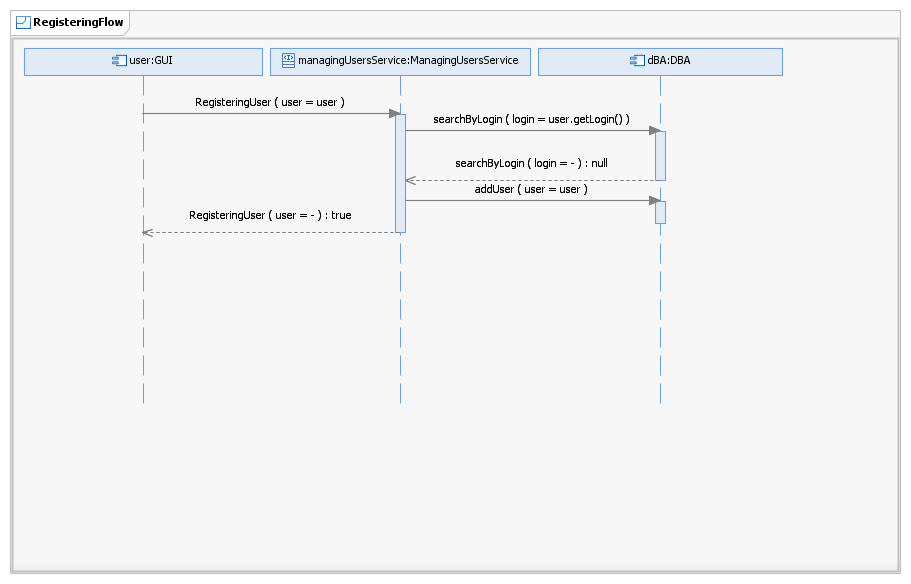 RegisteringFlow
user:GUI
managingUsersService:ManagingUsersService
dBA:DBA
RegisteringUser ( user = user )
searchByLogin ( login = user.getLogin() )
searchByLogin ( login = - ) : null
addUser ( user = user )
RegisteringUser ( user = - ) : true